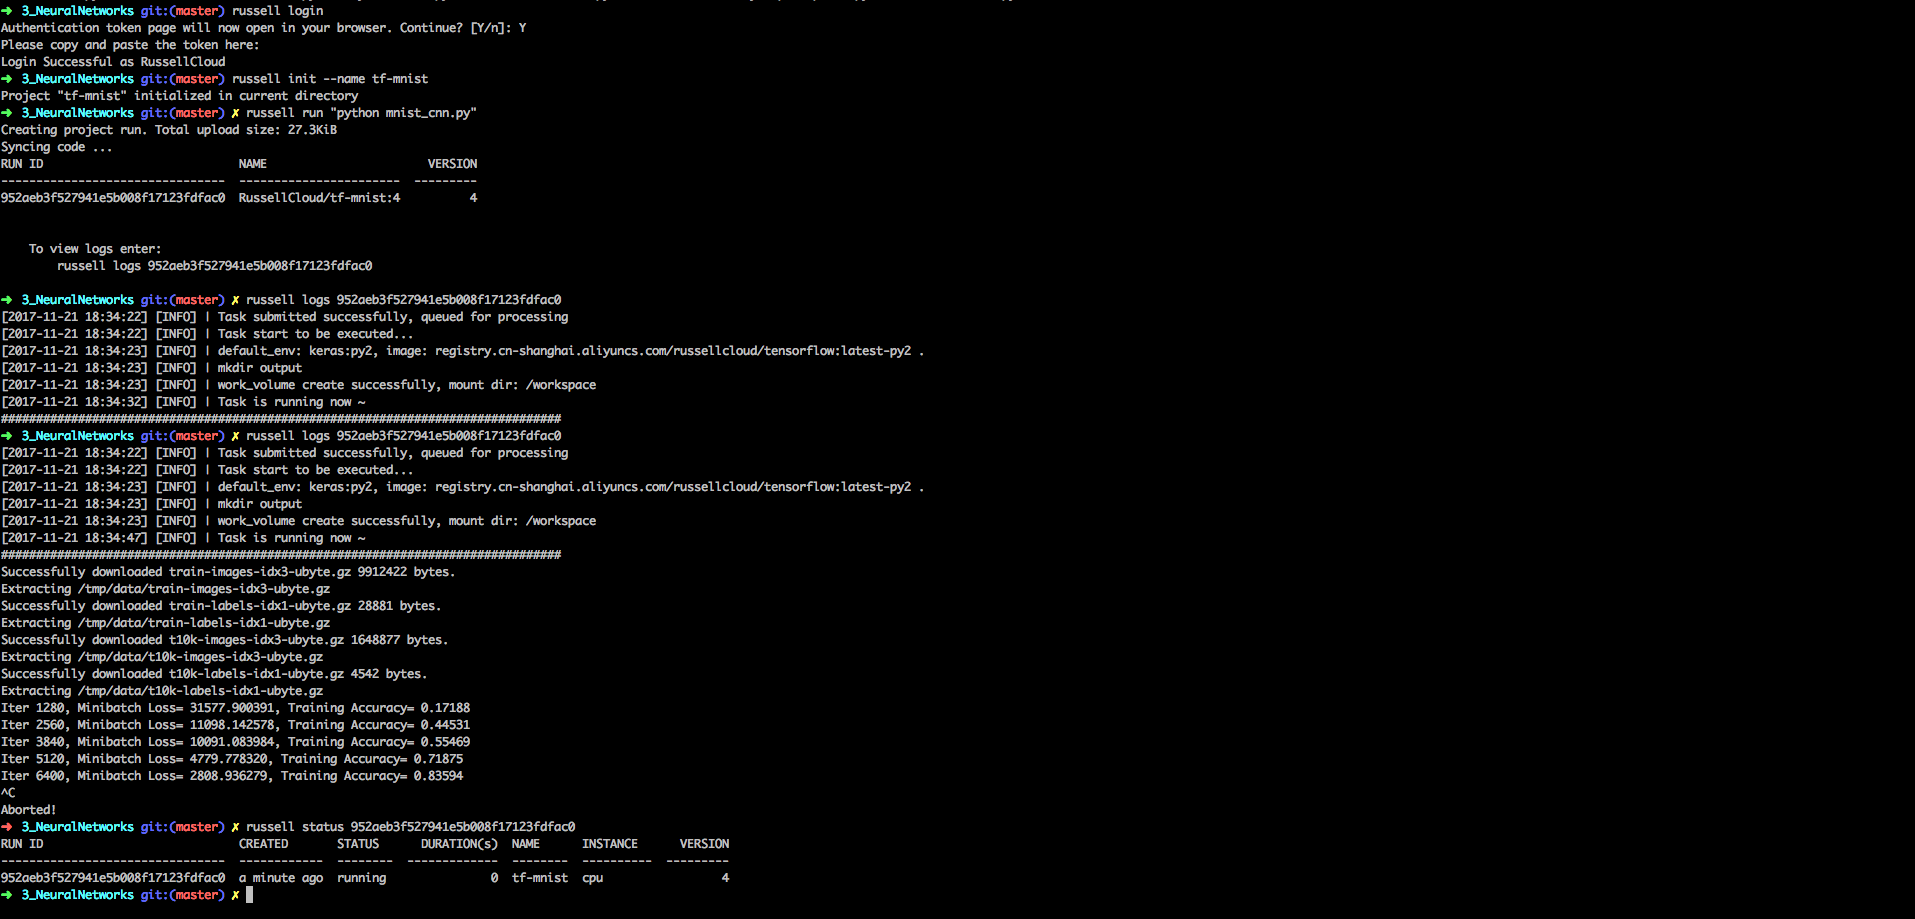 ➜ 3_NeuralNetworks git:(master) russell login
Authentication token page will now open in your browser. Continue? [Y/n]: Y
Please copy and paste the token here:
Login Successful as RussellCloud
➜ 3_NeuralNetworks git:(master) russell init --name tf-mnist
Project "tf-mnist" initialized in current directory
➜ 3_NeuralNetworks git:(master) ✗ russell run "python mnist_cnn.py"
Creating project run. Total upload size: 27.3KiB
Syncing code ...
RUN ID NAME VERSION
-------------------------------- ----------------------- ---------
952aeb3f527941e5b008f17123fdfac0 RussellCloud/tf-mnist:4 4
To view logs enter:
russell logs 952aeb3f527941e5b008f17123fdfac0
➜ 3_NeuralNetworks git:(master) ✗ russell logs 952aeb3f527941e5b008f17123fdfac0
[2017-11-21 18:34:22] [INFO] | Task submitted successfully, queued for processing
[2017-11-21 18:34:22] [INFO] | Task start to be executed...
[2017-11-21 18:34:23] [INFO] | default_env: keras:py2, image: registry.cn-shanghai.aliyuncs.com/russellcloud/tensorflow:latest-py2 .
[2017-11-21 18:34:23] [INFO] | mkdir output
[2017-11-21 18:34:23] [INFO] | work_volume create successfully, mount dir: /workspace
[2017-11-21 18:34:32] [INFO] | Task is running now ~
################################################################################
➜ 3_NeuralNetworks git:(master) ✗ russell logs 952aeb3f527941e5b008f17123fdfac0
[2017-11-21 18:34:22] [INFO] | Task submitted successfully, queued for processing
[2017-11-21 18:34:22] [INFO] | Task start to be executed...
[2017-11-21 18:34:23] [INFO] | default_env: keras:py2, image: registry.cn-shanghai.aliyuncs.com/russellcloud/tensorflow:latest-py2 .
[2017-11-21 18:34:23] [INFO] | mkdir output
[2017-11-21 18:34:23] [INFO] | work_volume create successfully, mount dir: /workspace
[2017-11-21 18:34:47] [INFO] | Task is running now ~
################################################################################
Successfully downloaded train-images-idx3-ubyte.gz 9912422 bytes.
Extracting /tmp/data/train-images-idx3-ubyte.gz
Successfully downloaded train-labels-idx1-ubyte.gz 28881 bytes.
Extracting /tmp/data/train-labels-idx1-ubyte.gz
Successfully downloaded t10k-images-idx3-ubyte.gz 1648877 bytes.
Extracting /tmp/data/t10k-images-idx3-ubyte.gz
Successfully downloaded t10k-labels-idx1-ubyte.gz 4542 bytes.
Extracting /tmp/data/t10k-labels-idx1-ubyte.gz
Iter 1280, Minibatch Loss= 31577.900391, Training Accuracy= 0.17188
Iter 2560, Minibatch Loss= 11098.142578, Training Accuracy= 0.44531
Iter 3840, Minibatch Loss= 10091.083984, Training Accuracy= 0.55469
Iter 5120, Minibatch Loss= 4779.778320, Training Accuracy= 0.71875
Iter 6400, Minibatch Loss= 2808.936279, Training Accuracy= 0.83594
^C
Aborted!
➜ 3_NeuralNetworks git:(master) ✗ russell status 952aeb3f527941e5b008f17123fdfac0
RUN ID CREATED STATUS DURATION(s) NAME INSTANCE VERSION
-------------------------------- ------------ -------- ------------- -------- ---------- ---------
952aeb3f527941e5b008f17123fdfac0 a minute ago running 0 tf-mnist cpu 4
➜ 3_NeuralNetworks git:(master) ✗